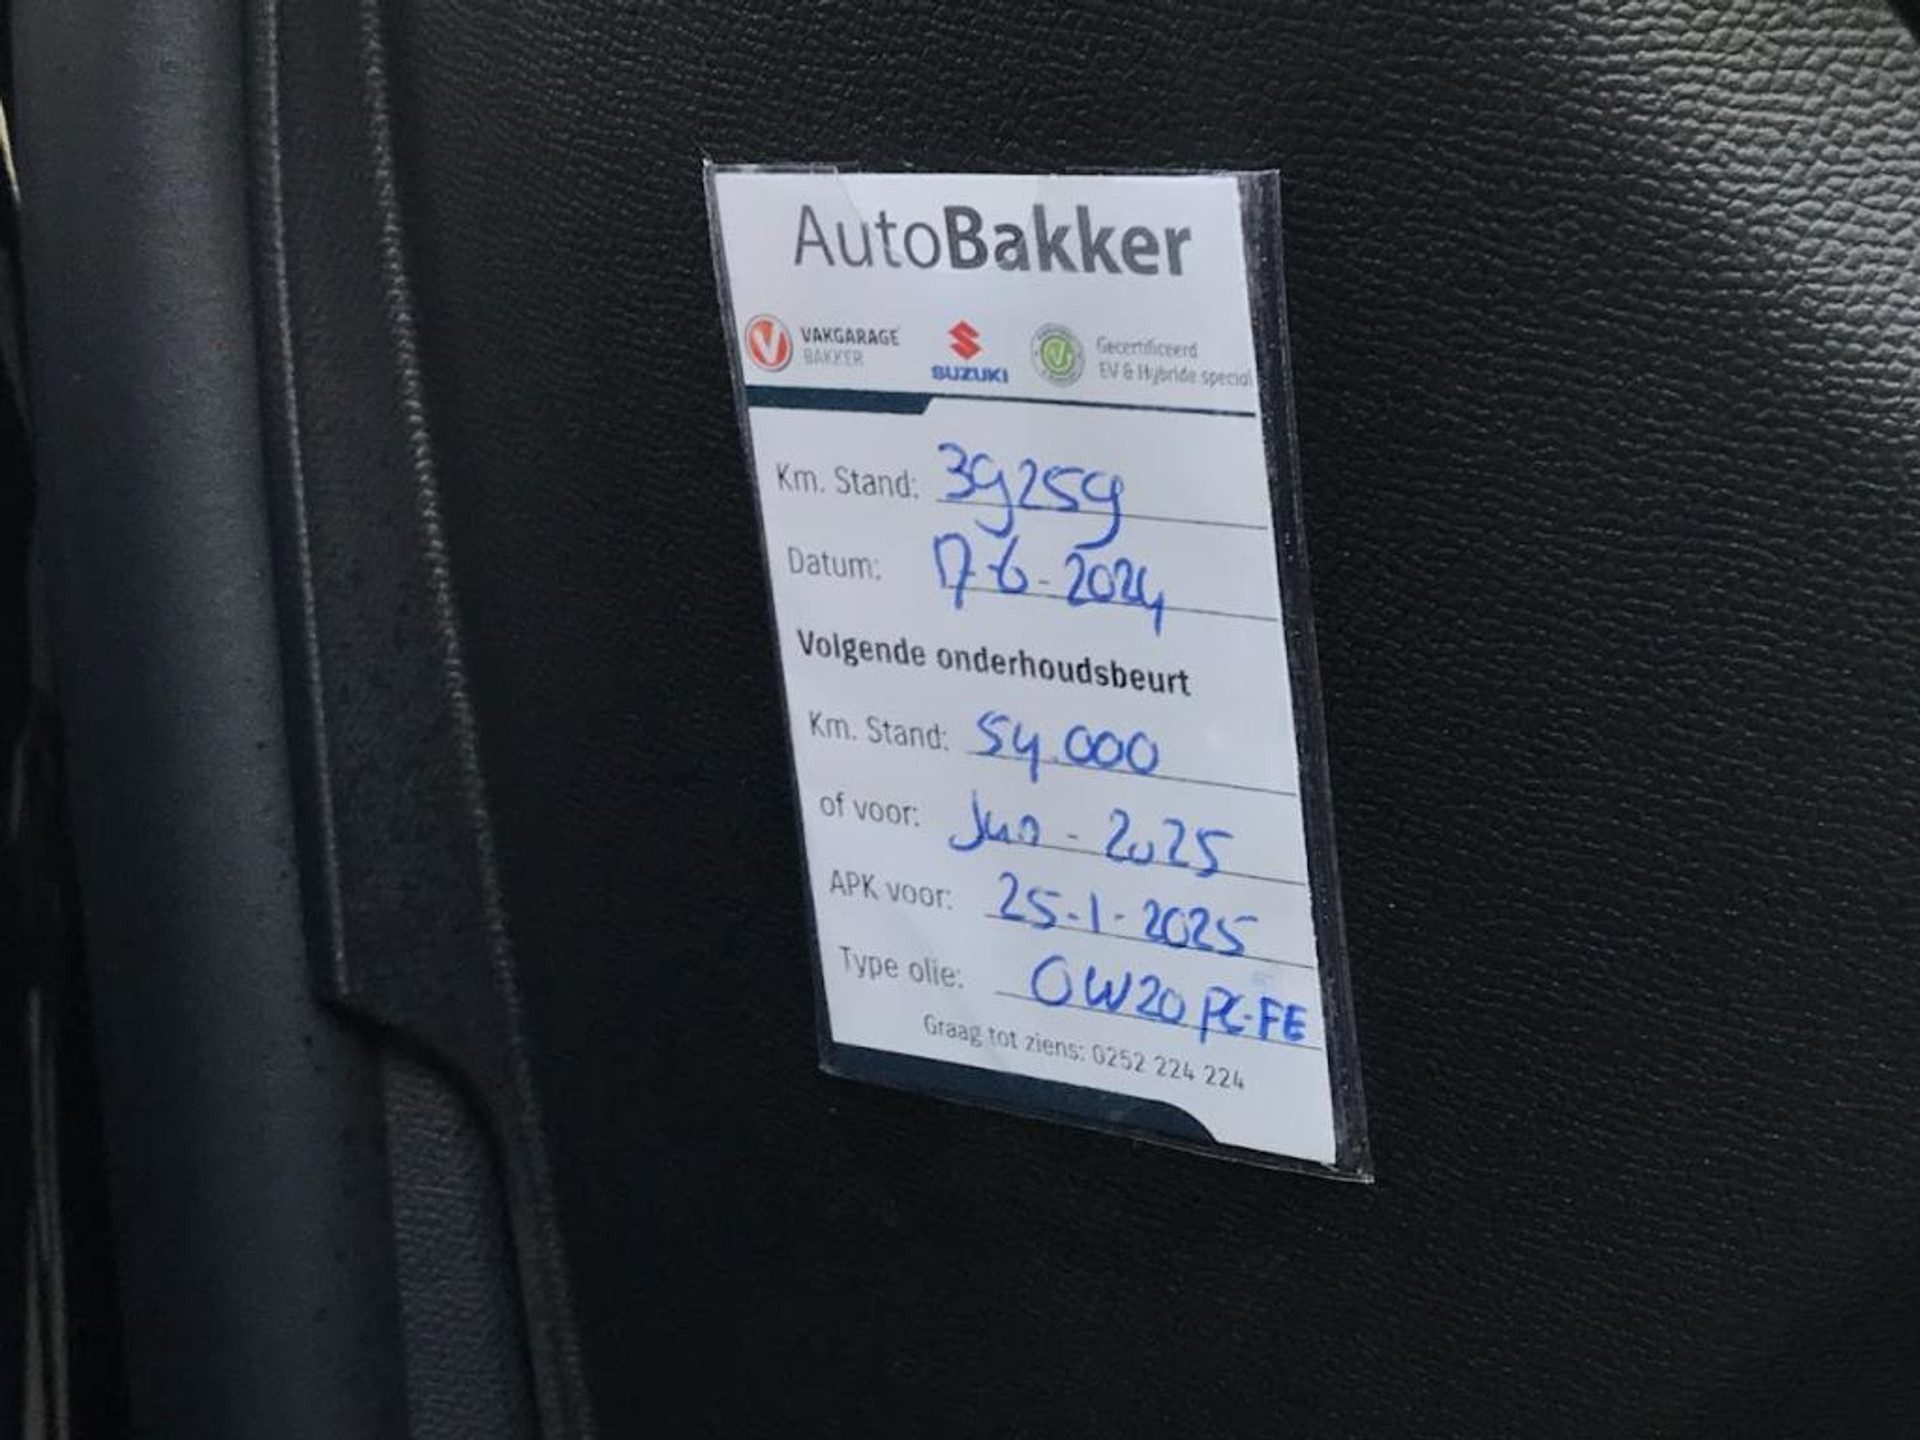 AutoBakker
VAKGARAGE
BAKKER
SUZUKI
Gecertificeerd
EV & Hybride special
Km. Stand: 39259
Datum: 17-6-2024
Volgende onderhoudsbeurt
Km. Stand: 54.000
of voor: Jun - 2025
APK voor: 25-1-2025
Type olie: 0W20 PC-FE
Graag tot ziens: 0252 224 224